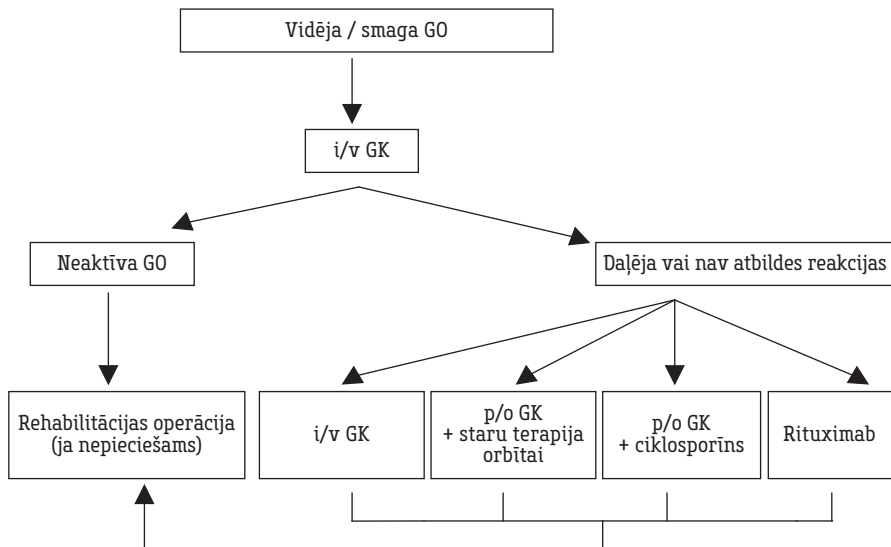 Vidēja / smaga GO
i/v GK
Neaktīva GO
Daļēja vai nav atbildes reakcijas
Rehabilitācijas operācija
(ja nepieciešams)
i/v GK
p/o GK
+ staru terapija
orbītai
p/o GK
+ ciklosporīns
Rituximab